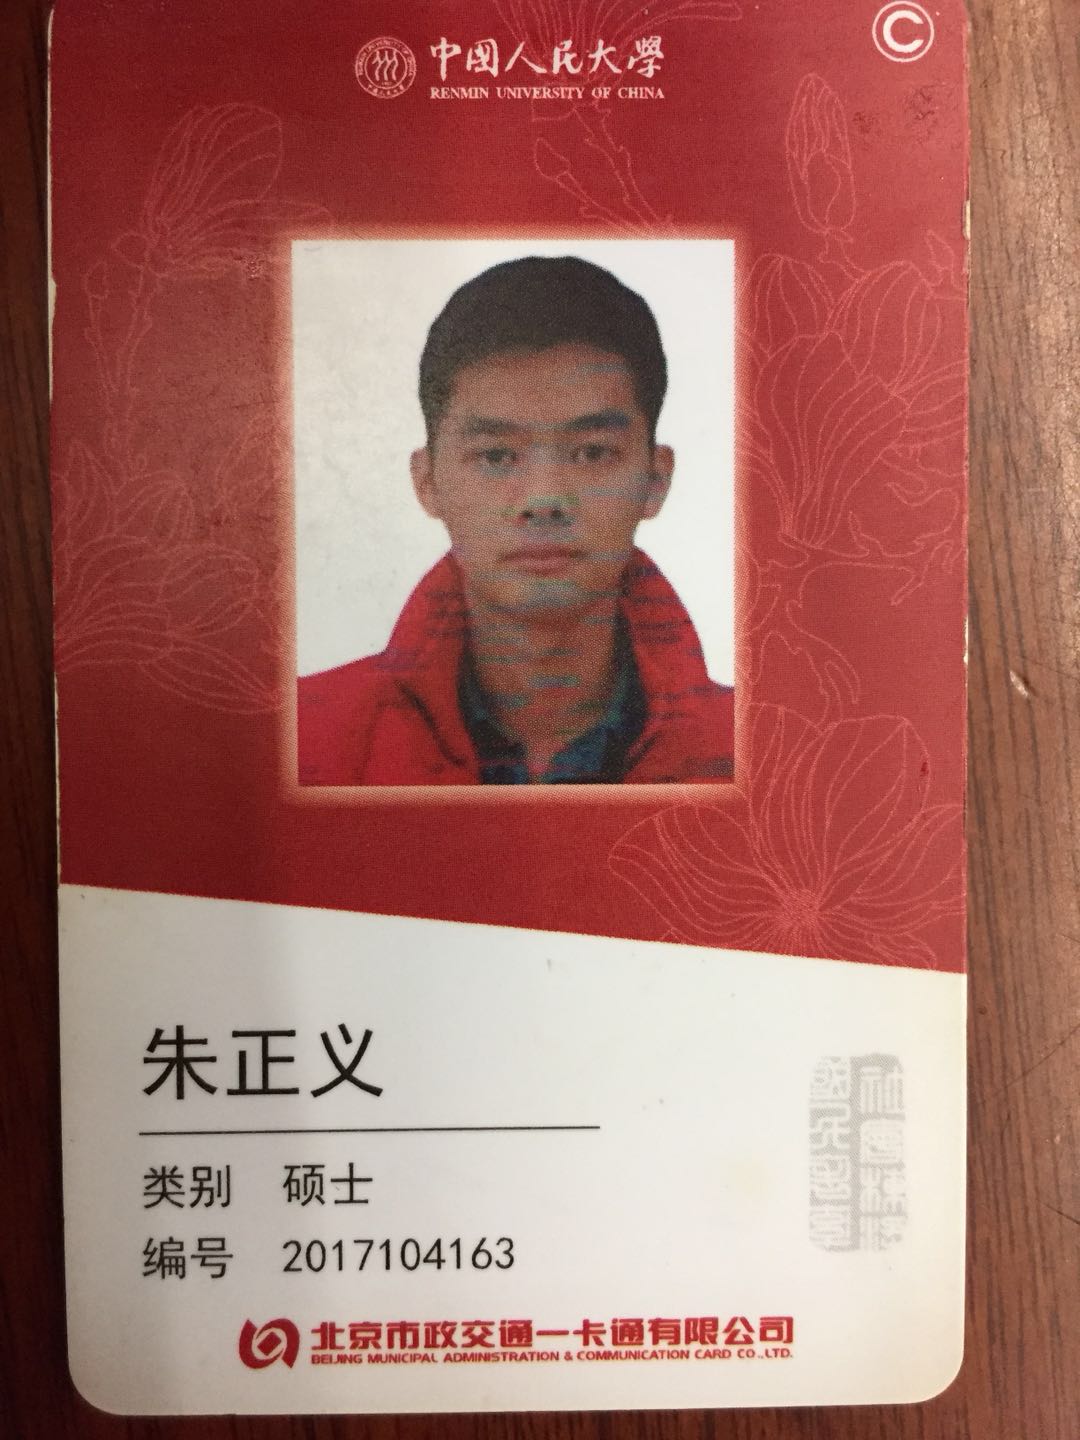 中國人民大學
RENMIN UNIVERSITY OF CHINA
C
朱正义
类别 硕士
编号 2017104163
北京市政交通一卡通有限公司
BEIJING MUNICIPAL ADMINISTRATION & COMMUNICATION CARD CO.,LTD.